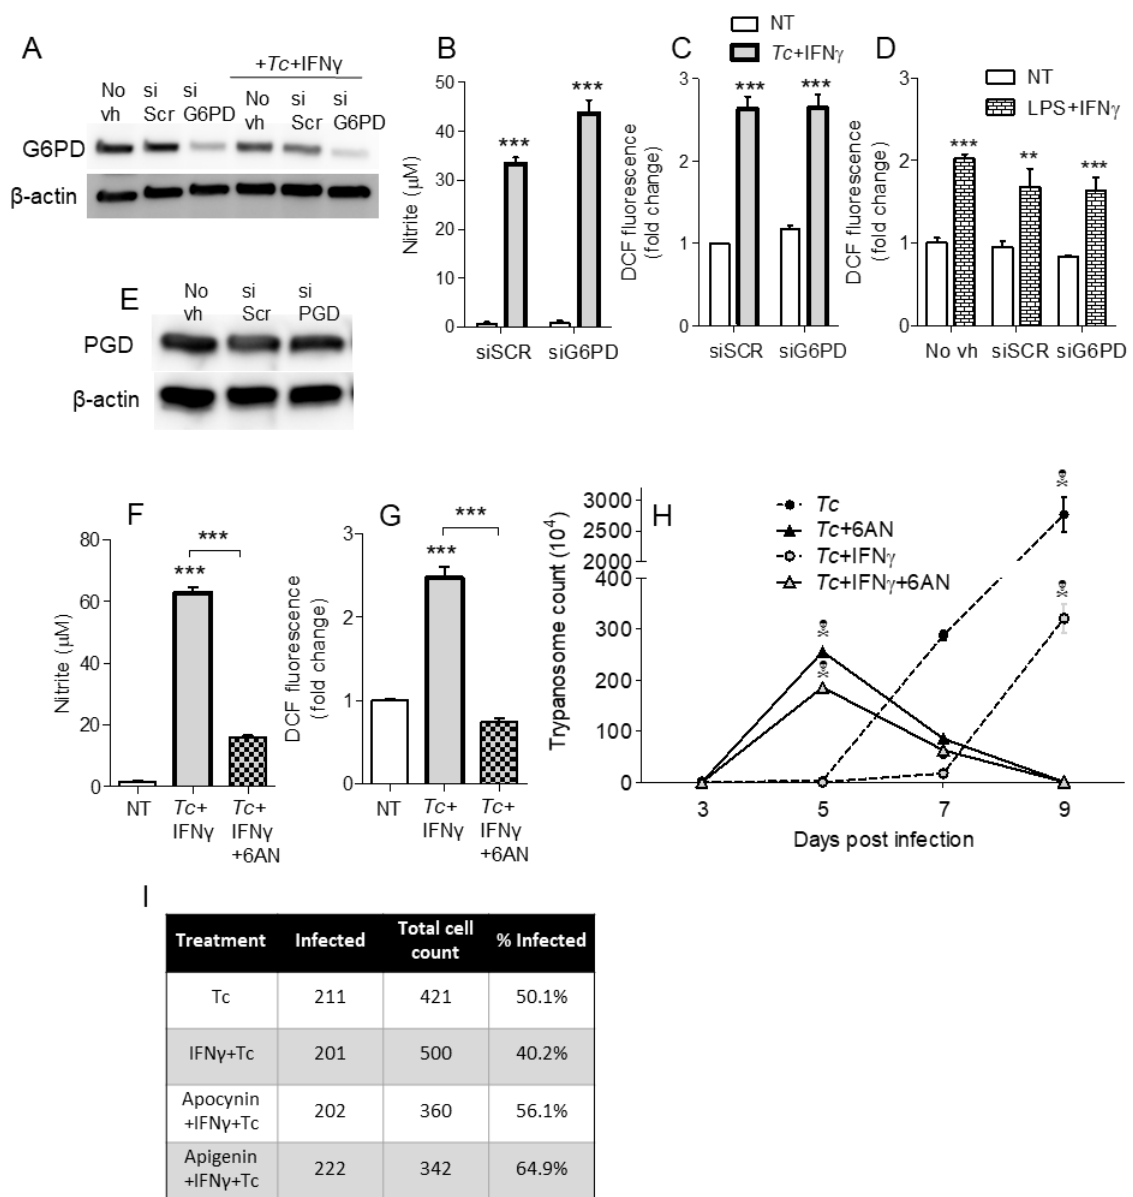 A
+Tc+IFNγ
No vh
si Scr
si G6PD
No vh
si Scr
si G6PD
G6PD
β-actin
B
Nitrite (μM)
50
40
30
20
10
0
***
***
siSCR
siG6PD
NT
Tc+IFNγ
C
DCF fluorescence
(fold change)
3
2
1
0
***
***
siSCR
siG6PD
D
NT
LPS+IFNγ
DCF fluorescence
(fold change)
3
2
1
0
***
**
***
No vh
siSCR
siG6PD
E
No vh
si Scr
si PGD
PGD
β-actin
F
Nitrite (μM)
80
60
40
20
0
***
***
NT
Tc+
IFNγ
Tc+
IFNγ
+6AN
G
DCF fluorescence
(fold change)
3
2
1
0
***
***
NT
Tc+
IFNγ
Tc+
IFNγ
+6AN
H
Trypanosome count (10⁴)
3000
2500
2000
400
300
200
100
0
Tc
Tc+6AN
Tc+IFNγ
Tc+IFNγ+6AN
3
5
7
9
Days post infection
I
Treatment Infected Total cell count % Infected
Tc 211 421 50.1%
IFNγ+Tc 201 500 40.2%
Apocynin +IFNγ+Tc 202 360 56.1%
Apigenin +IFNγ+Tc 222 342 64.9%